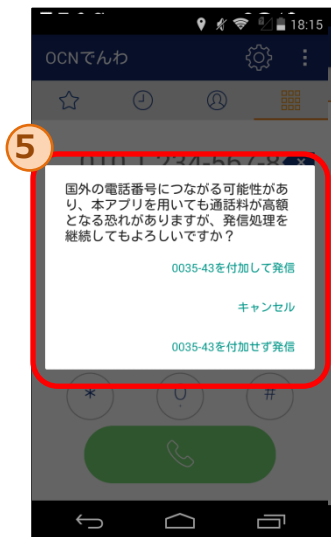 18:15
OCNでんわ
5
国外の電話番号につながる可能性があ
り、本アプリを用いても通話料が高額
となる恐れがありますが、発信処理を
継続してもよろしいですか？
0035-43を付加して発信
キャンセル
0035-43を付加せず発信
* 0 #